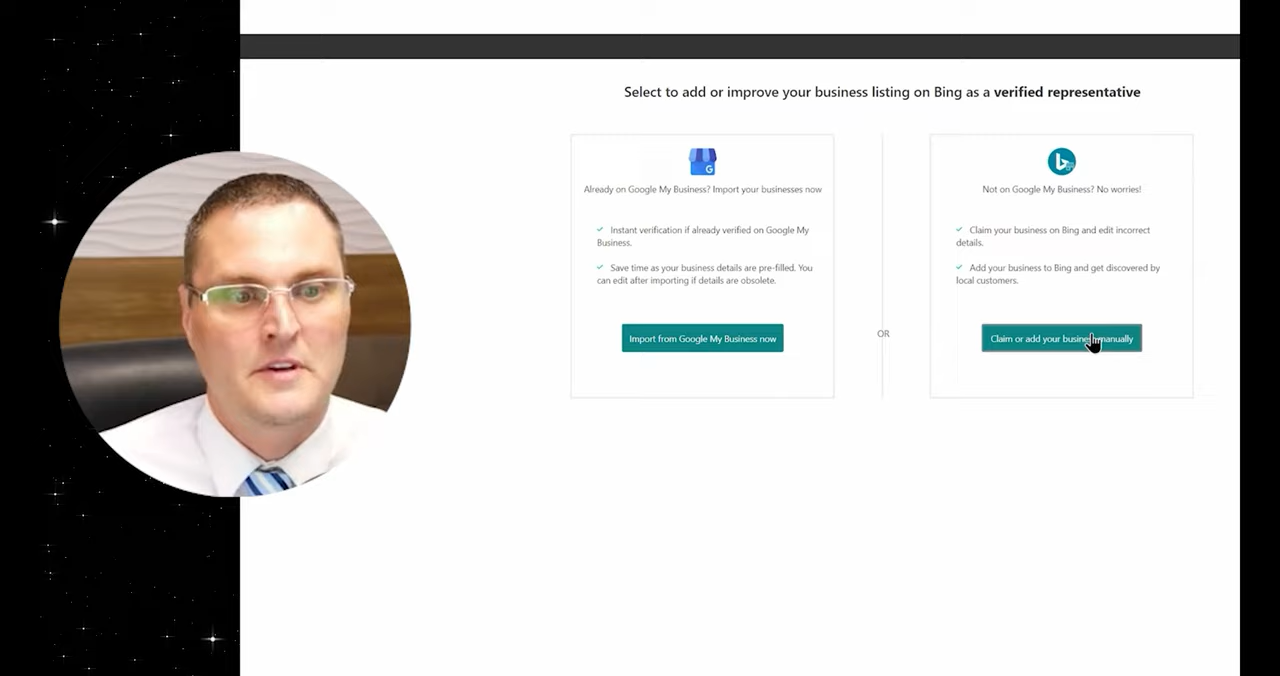 Select to add or improve your business listing on Bing as a verified representative
G
Already on Google My Business? Import your businesses now
✓ Instant verification if already verified on Google My
Business.
✓ Save time as your business details are pre-filled. You
can edit after importing if details are obsolete.
Import from Google My Business now
OR
b
Not on Google My Business? No worries!
✓ Claim your business on Bing and edit incorrect
details.
✓ Add your business to Bing and get discovered by
local customers.
Claim or add your business manually